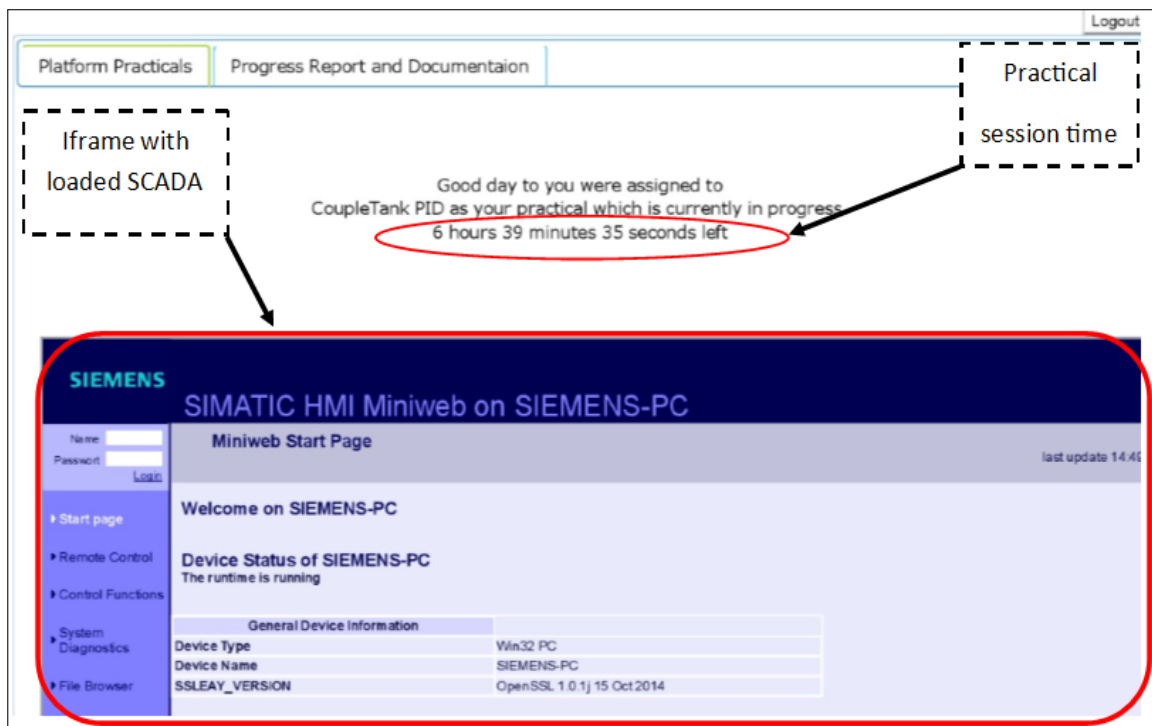 Logout
Platform Practicals
Progress Report and Documentaion
Practical
session time
Iframe with
loaded SCADA
Good day to you were assigned to
CoupleTank PID as your practical which is currently in progress
6 hours 39 minutes 35 seconds left
SIEMENS
SIMATIC HMI Miniweb on SIEMENS-PC
Name
Passwort
Login
Miniweb Start Page
last update 14:49
Start page
Remote Control
Control Functions
System
Diagnostics
File Browser
Welcome on SIEMENS-PC
Device Status of SIEMENS-PC
The runtime is running
General Device Information
Device Type Win32 PC
Device Name SIEMENS-PC
SSLEAY_VERSION OpenSSL 1.0.1j 15 Oct 2014